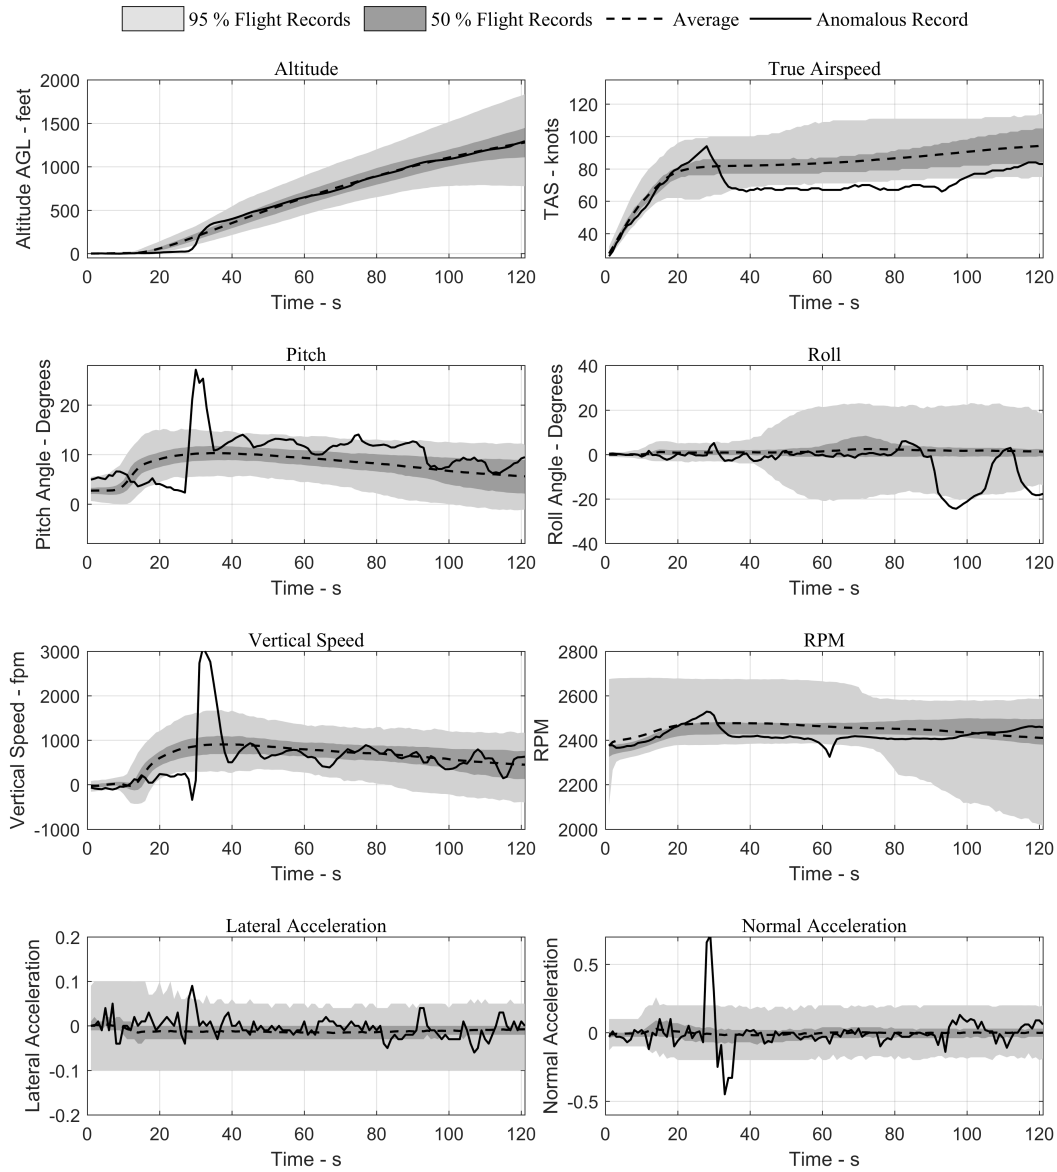 95 % Flight Records 50 % Flight Records Average Anomalous Record
Altitude
Altitude AGL - feet
2000
1500
1000
500
0
0 20 40 60 80 100 120
Time - s
True Airspeed
TAS - knots
120
100
80
60
40
0 20 40 60 80 100 120
Time - s
Pitch
Pitch Angle - Degrees
20
10
0
0 20 40 60 80 100 120
Time - s
Roll
Roll Angle - Degrees
40
20
0
-20
-40
0 20 40 60 80 100 120
Time - s
Vertical Speed
Vertical Speed - fpm
3000
2000
1000
0
-1000
0 20 40 60 80 100 120
Time - s
RPM
RPM
2800
2600
2400
2200
2000
0 20 40 60 80 100 120
Time - s
Lateral Acceleration
Lateral Acceleration
0.2
0.1
0
-0.1
-0.2
0 20 40 60 80 100 120
Time - s
Normal Acceleration
Normal Acceleration
0.5
0
-0.5
0 20 40 60 80 100 120
Time - s